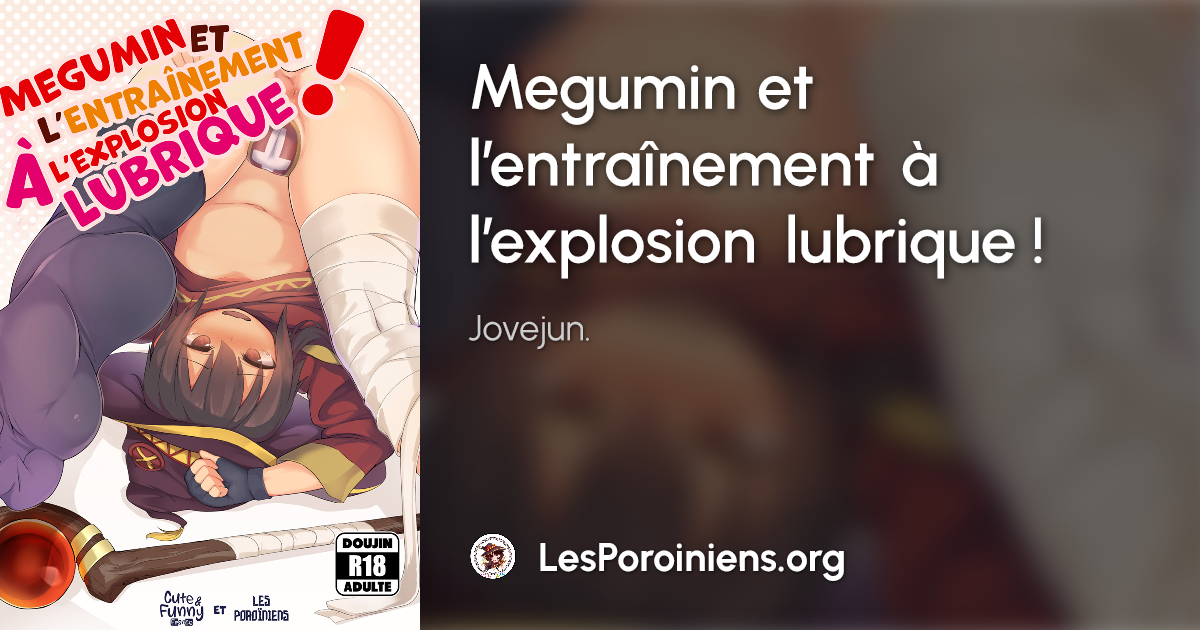 MEGUMIN ET
L'ENTRAÎNEMENT
À L'EXPLOSION
LUBRIQUE !
Megumin et
l'entraînement à
l'explosion lubrique !
Jovejun.
LesPoroiniens.org
DOUJIN
R18
ADULTE
Cute &
Funny
ET
LES
POROÏNIENS